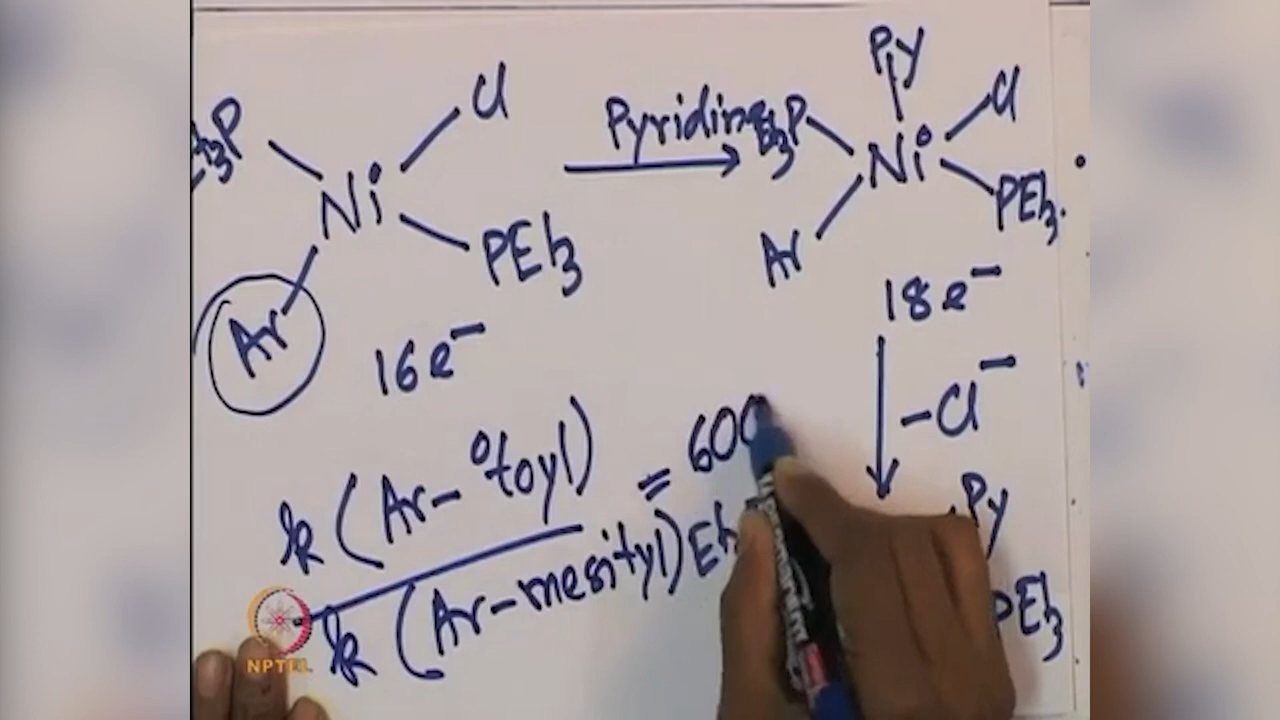 Et3P Ni Cl
Ar PEt3
16e⁻
Pyridine
Py
Et3P Ni Cl
Ar PEt3.
18e⁻
-Cl⁻
Py
PEt3
k (Ar-otoyl) = 600
k (Ar-mesityl)
NPTEL